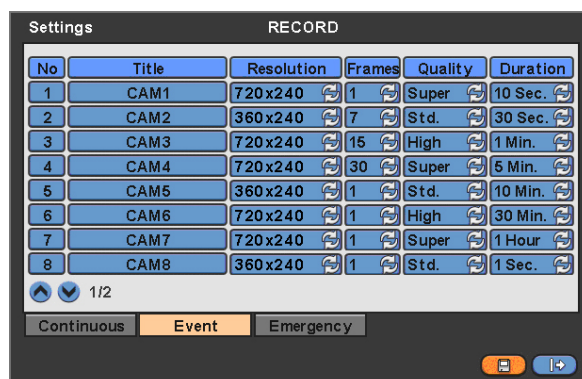 Settings RECORD
No Title Resolution Frames Quality Duration
1 CAM1 720x240 1 Super 10 Sec.
2 CAM2 360x240 7 Std. 30 Sec.
3 CAM3 720x240 15 High 1 Min.
4 CAM4 720x240 30 Super 5 Min.
5 CAM5 360x240 1 Std. 10 Min.
6 CAM6 720x240 1 High 30 Min.
7 CAM7 720x240 1 Super 1 Hour
8 CAM8 360x240 1 Std. 1 Sec.
1/2
Continuous Event Emergency